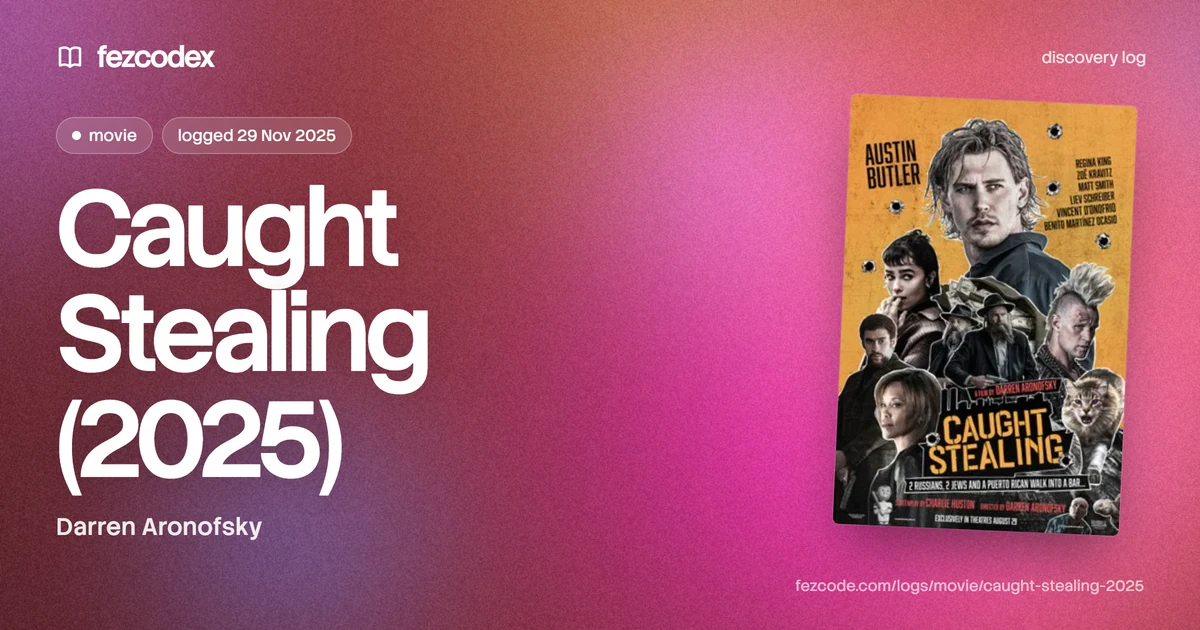 fezcodex
discovery log
movie
logged 29 Nov 2025
Caught
Stealing
(2025)
Darren Aronofsky
AUSTIN
BUTLER
REGINA KING
ZOË KRAVITZ
MATT SMITH
LIEV SCHREIBER
VINCENT D'ONOFRIO
BENITO MARTÍNEZ OCASIO
A FILM BY DARREN ARONOFSKY
CAUGHT
STEALING
2 RUSSIANS, 2 JEWS AND A PUERTO RICAN WALK INTO A BAR...
SCREENPLAY BY CHARLIE HUSTON DIRECTED BY DARREN ARONOFSKY
EXCLUSIVELY IN THEATRES AUGUST 29
fezcode.com/logs/movie/caught-stealing-2025